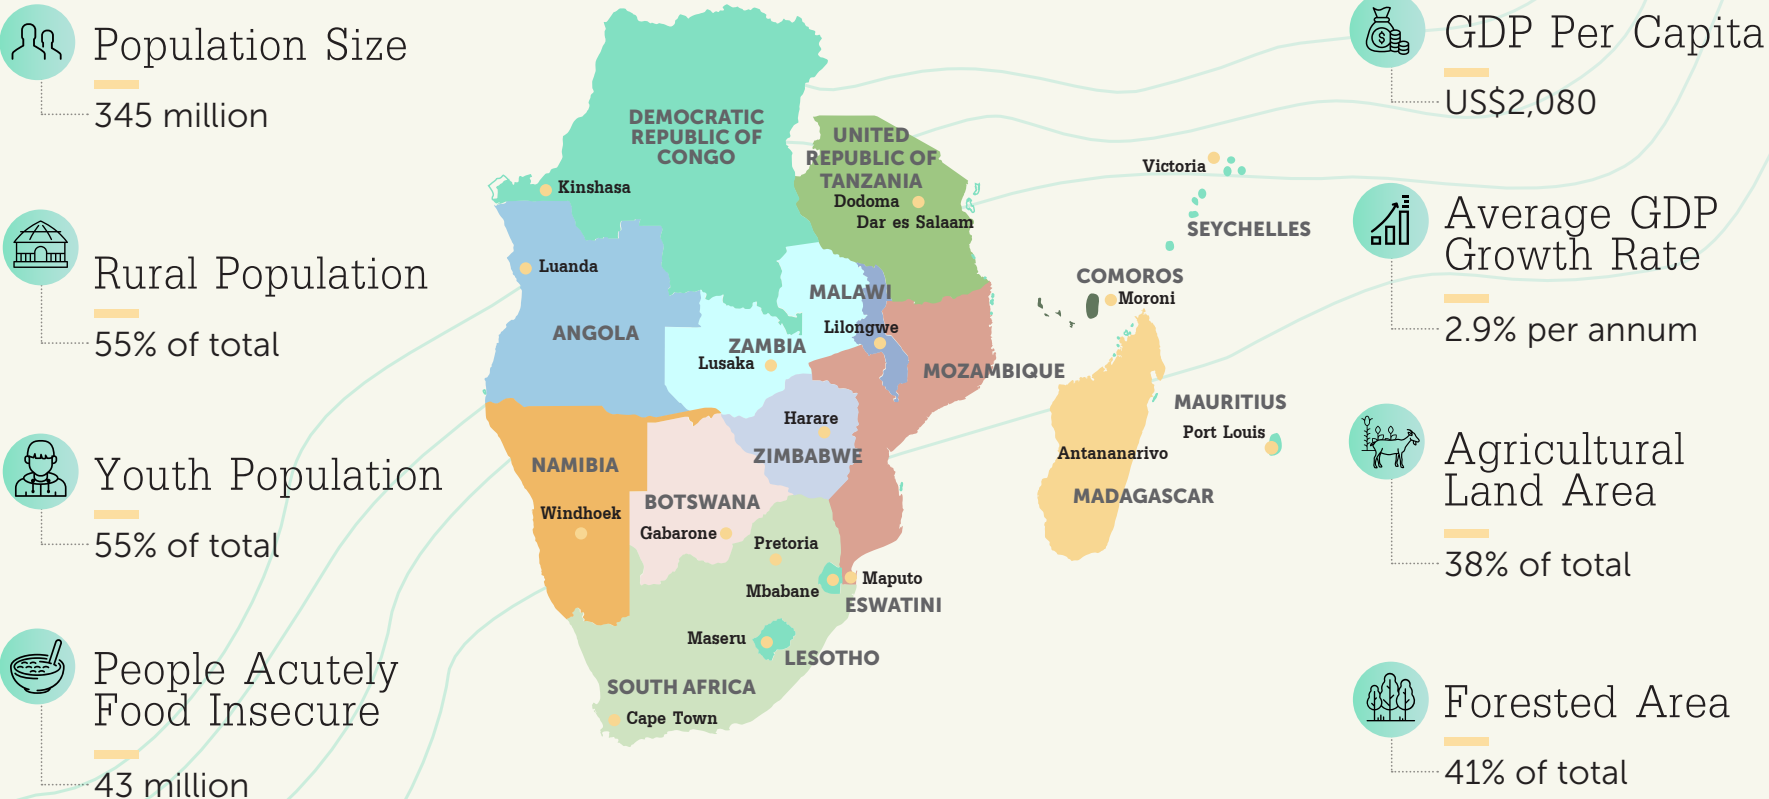 Population Size
345 million
Rural Population
55% of total
Youth Population
55% of total
People Acutely
Food Insecure
43 million
DEMOCRATIC
REPUBLIC OF
CONGO
Kinshasa
UNITED
REPUBLIC OF
TANZANIA
Dodoma
Dar es Salaam
Victoria
SEYCHELLES
Luanda
ANGOLA
MALAWI
Lilongwe
ZAMBIA
Lusaka
COMOROS
Moroni
MOZAMBIQUE
MAURITIUS
Port Louis
Harare
ZIMBABWE
Antananarivo
MADAGASCAR
NAMIBIA
Windhoek
BOTSWANA
Gabarone
Pretoria
Mbabane
Maputo
ESWATINI
Maseru
LESOTHO
SOUTH AFRICA
Cape Town
GDP Per Capita
US$2,080
Average GDP
Growth Rate
2.9% per annum
Agricultural
Land Area
38% of total
Forested Area
41% of total